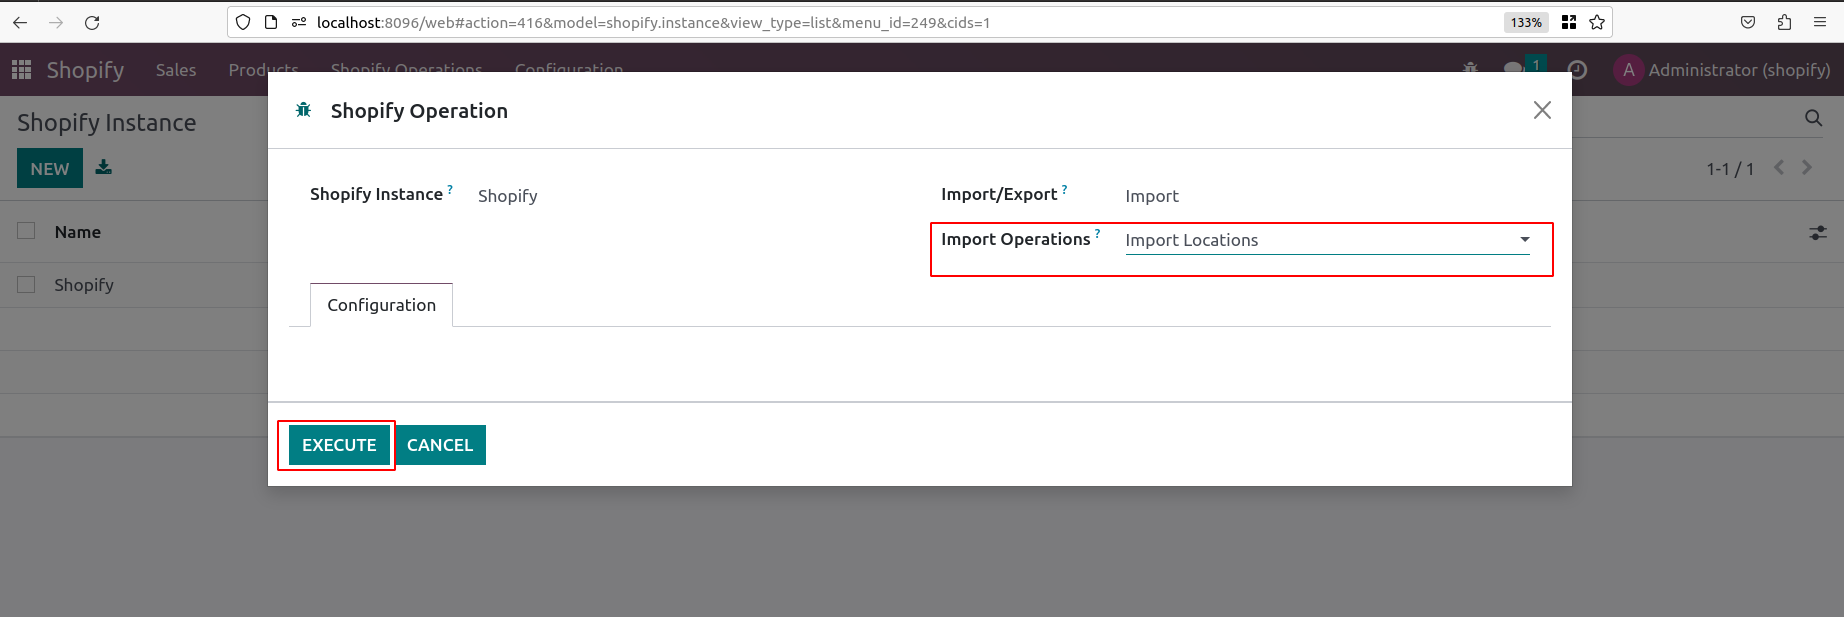 localhost:8096/web#action=416&model=shopify.instance&view_type=list&menu_id=249&cids=1
133%
Shopify Sales Products Shopify Operations Configuration 1 A Administrator (shopify)
Shopify Operation
Shopify Instance
NEW
1-1 / 1
Shopify Instance ? Shopify
Import/Export ? Import
Import Operations ? Import Locations
Name
Configuration
Shopify
EXECUTE CANCEL